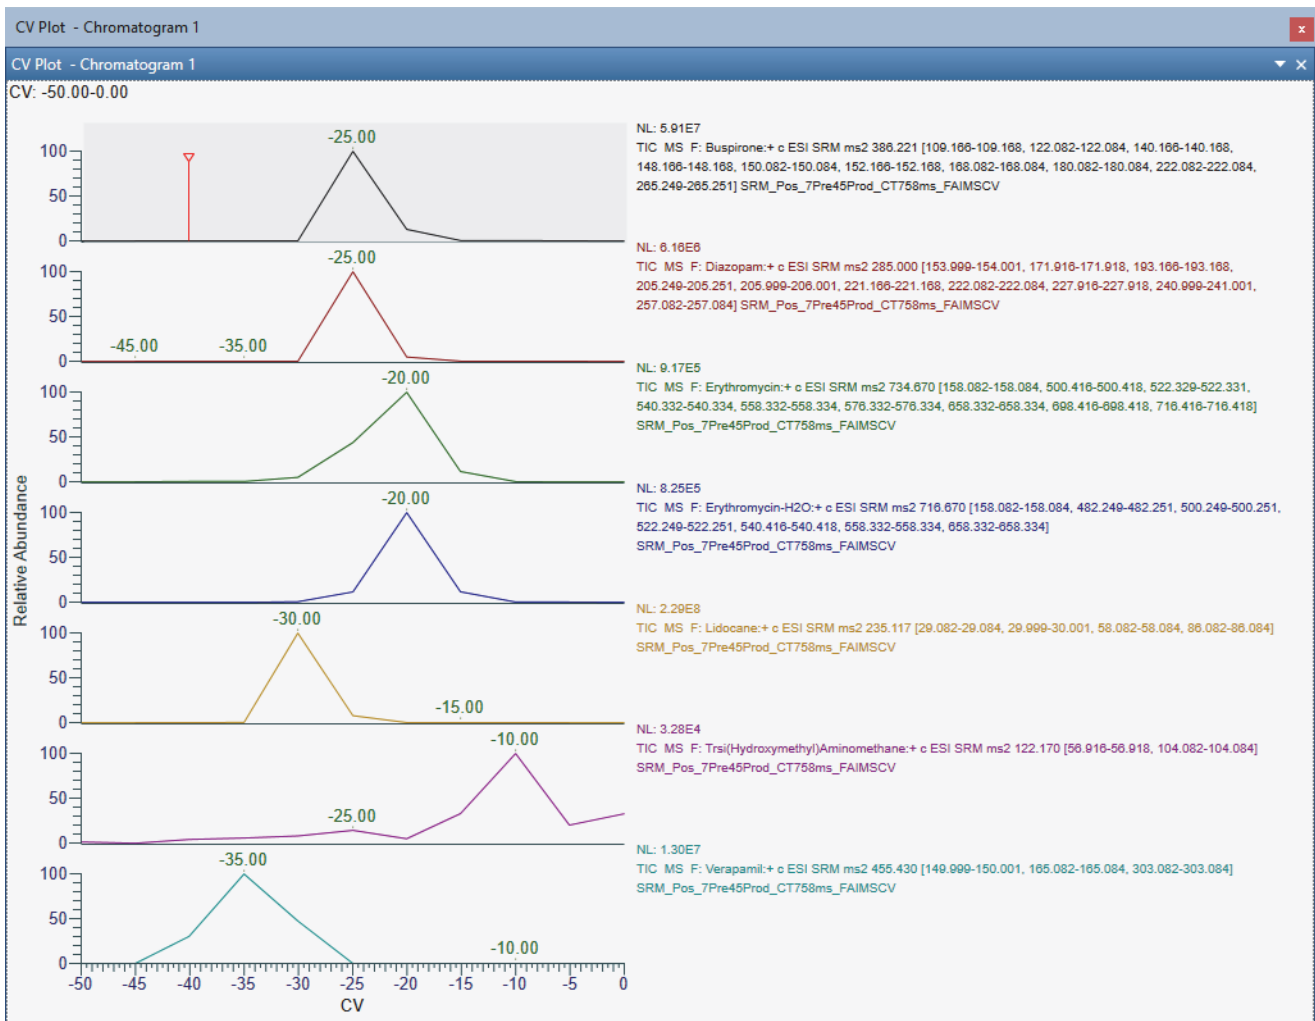 CV Plot - Chromatogram 1
x
CV Plot - Chromatogram 1
CV: -50.00-0.00
Relative Abundance
100
50
0
-25.00
NL: 5.91E7
TIC MS F: Buspirone:+ c ESI SRM ms2 386.221 [109.166-109.168, 122.082-122.084, 140.166-140.168,
148.166-148.168, 150.082-150.084, 152.166-152.168, 168.082-168.084, 180.082-180.084, 222.082-222.084,
265.249-265.251] SRM_Pos_7Pre45Prod_CT758ms_FAIMSCV
100
50
0
-45.00
-35.00
-25.00
NL: 6.16E6
TIC MS F: Diazopam:+ c ESI SRM ms2 285.000 [153.999-154.001, 171.916-171.918, 193.166-193.168,
205.249-205.251, 205.999-206.001, 221.166-221.168, 222.082-222.084, 227.916-227.918, 240.999-241.001,
257.082-257.084] SRM_Pos_7Pre45Prod_CT758ms_FAIMSCV
100
50
0
-20.00
NL: 9.17E5
TIC MS F: Erythromycin:+ c ESI SRM ms2 734.670 [158.082-158.084, 500.416-500.418, 522.329-522.331,
540.332-540.334, 558.332-558.334, 576.332-576.334, 658.332-658.334, 698.416-698.418, 716.416-716.418]
SRM_Pos_7Pre45Prod_CT758ms_FAIMSCV
100
50
0
-20.00
NL: 8.25E5
TIC MS F: Erythromycin-H2O:+ c ESI SRM ms2 716.670 [158.082-158.084, 482.249-482.251, 500.249-500.251,
522.249-522.251, 540.416-540.418, 558.332-558.334, 658.332-658.334]
SRM_Pos_7Pre45Prod_CT758ms_FAIMSCV
100
50
0
-30.00
-15.00
NL: 2.29E8
TIC MS F: Lidocane:+ c ESI SRM ms2 235.117 [29.082-29.084, 29.999-30.001, 58.082-58.084, 86.082-86.084]
SRM_Pos_7Pre45Prod_CT758ms_FAIMSCV
100
50
0
-25.00
-10.00
NL: 3.28E4
TIC MS F: Trsi(Hydroxymethyl)Aminomethane:+ c ESI SRM ms2 122.170 [56.916-56.918, 104.082-104.084]
SRM_Pos_7Pre45Prod_CT758ms_FAIMSCV
100
50
0
-35.00
-10.00
NL: 1.30E7
TIC MS F: Verapamil:+ c ESI SRM ms2 455.430 [149.999-150.001, 165.082-165.084, 303.082-303.084]
SRM_Pos_7Pre45Prod_CT758ms_FAIMSCV
-50 -45 -40 -35 -30 -25 -20 -15 -10 -5 0
CV